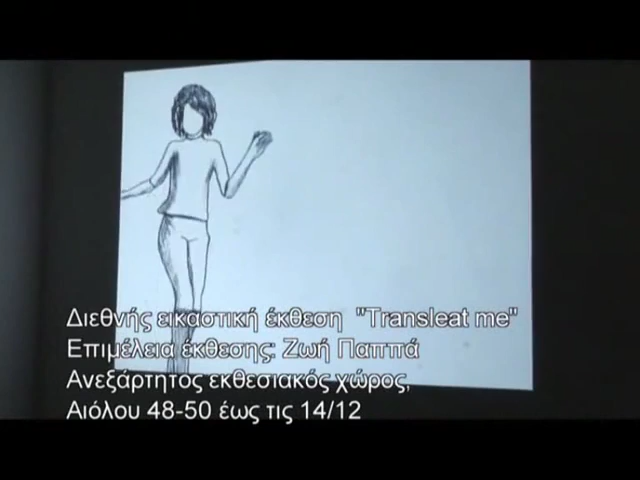 Διεθνής εικαστική έκθεση "Transleat me"
Επιμέλεια έκθεσης: Ζωή Παππά
Ανεξάρτητος εκθεσιακός χώρος,
Αιόλου 48-50 έως τις 14/12